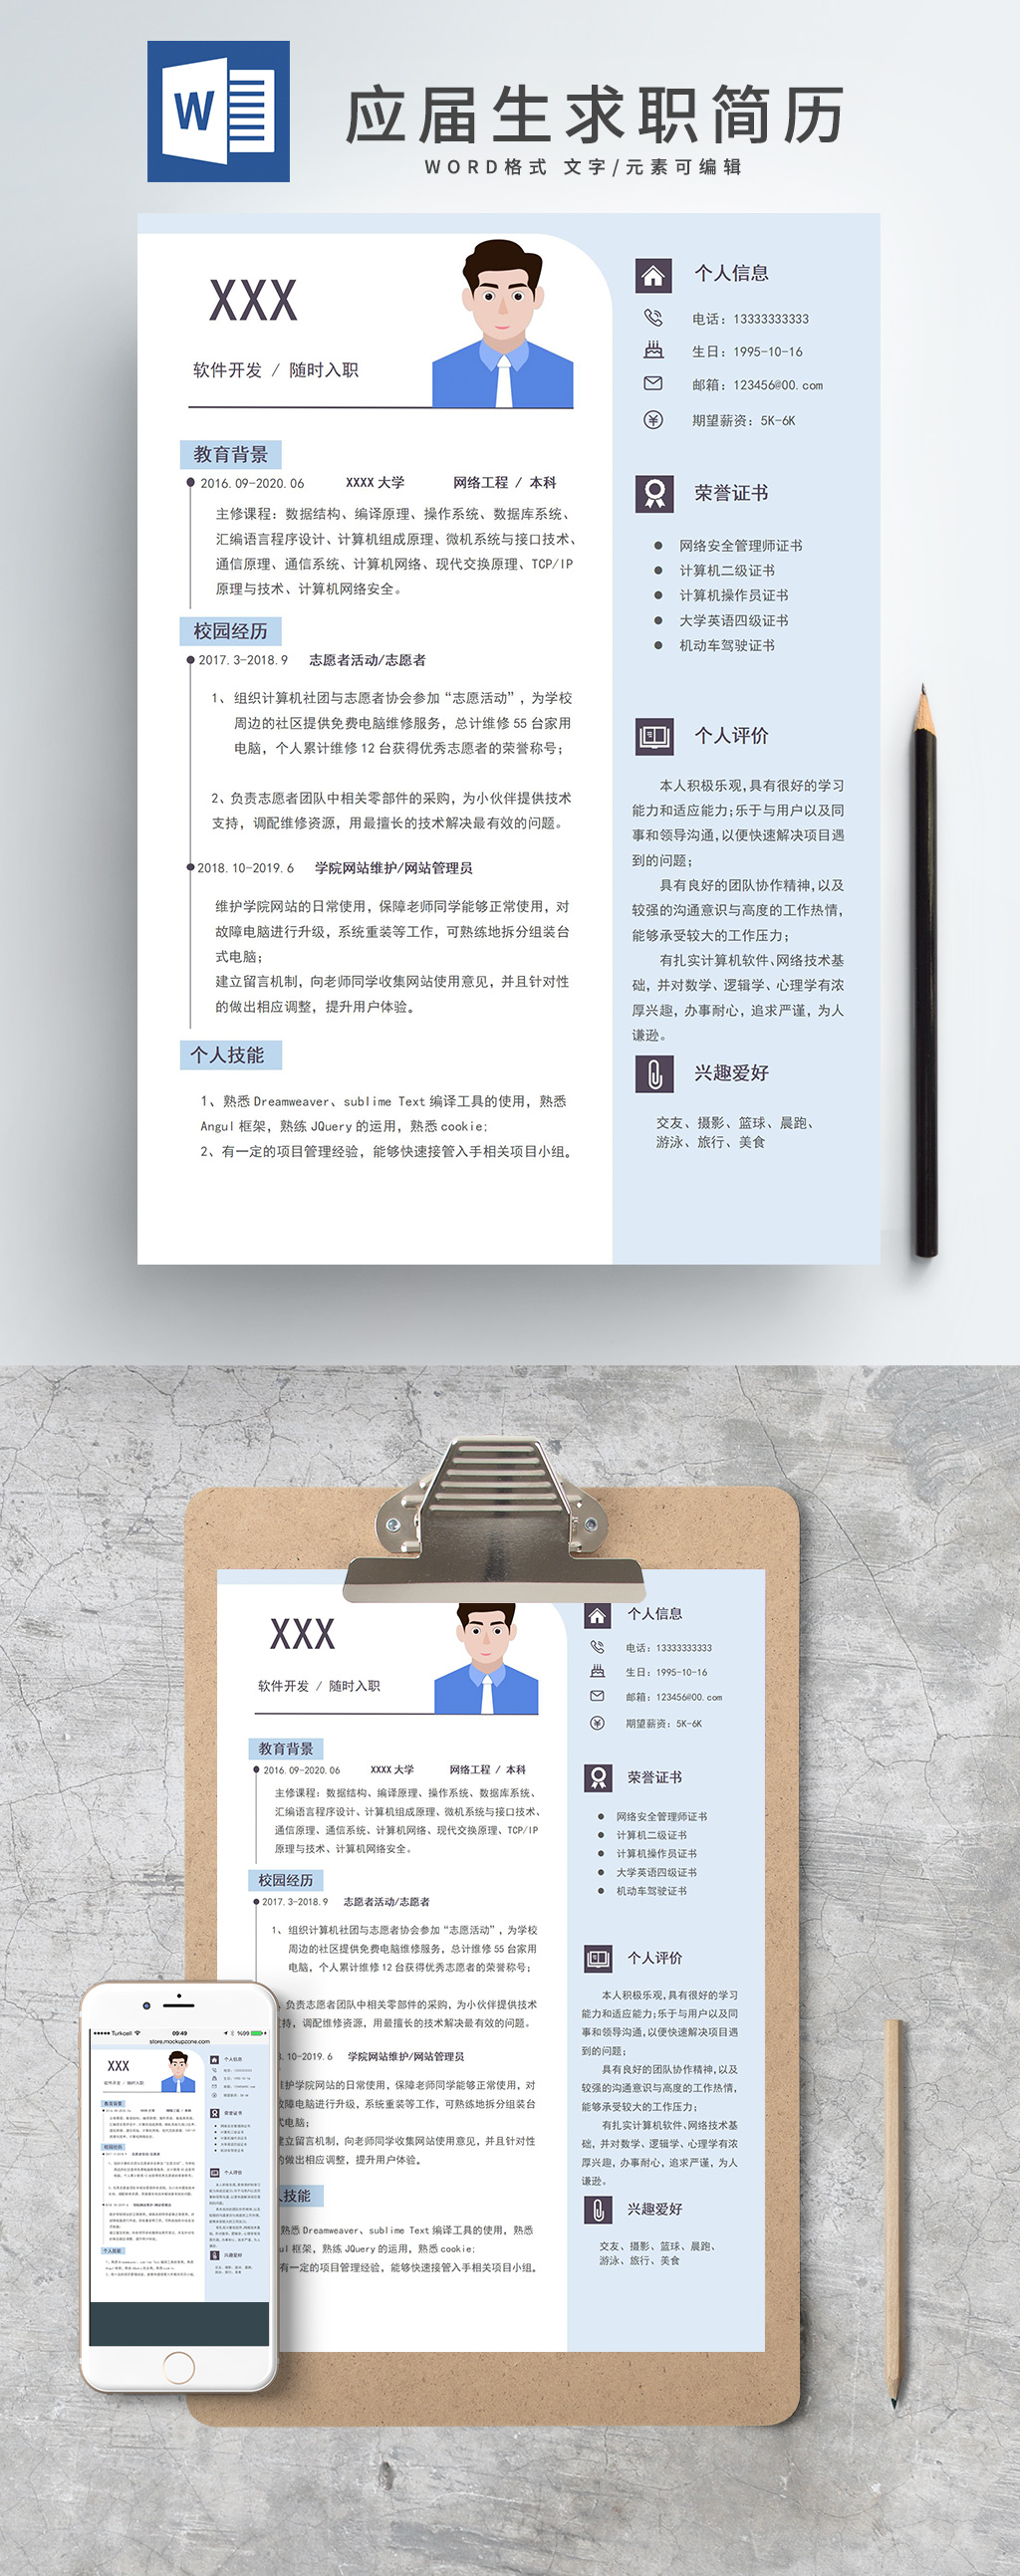 W
应届生求职简历
WORD格式 文字/元素可编辑
XXX
软件开发 / 随时入职
教育背景
2016.09-2020.06 XXXX 大学 网络工程 / 本科
主修课程：数据结构、编译原理、操作系统、数据库系统、
汇编语言程序设计、计算机组成原理、微机系统与接口技术、
通信原理、通信系统、计算机网络、现代交换原理、TCP/IP
原理与技术、计算机网络安全。
校园经历
2017.3-2018.9 志愿者活动/志愿者
1、组织计算机社团与志愿者协会参加“志愿活动”，为学校
周边的社区提供免费电脑维修服务，总计维修 55 台家用
电脑，个人累计维修 12 台获得优秀志愿者的荣誉称号；
2、负责志愿者团队中相关零部件的采购，为小伙伴提供技术
支持，调配维修资源，用最擅长的技术解决最有效的问题。
2018.10-2019.6 学院网站维护/网站管理员
维护学院网站的日常使用，保障老师同学能够正常使用，对
故障电脑进行升级，系统重装等工作，可熟练地拆分组装台
式电脑；
建立留言机制，向老师同学收集网站使用意见，并且针对性
的做出相应调整，提升用户体验。
个人技能
1、熟悉 Dreamweaver、sublime Text 编译工具的使用，熟悉
Angul 框架，熟练 JQuery 的运用，熟悉 cookie;
2、有一定的项目管理经验，能够快速接管入手相关项目小组。
个人信息
电话：13333333333
生日：1995-10-16
邮箱：123456@00.com
期望薪资：5K-6K
荣誉证书
网络安全管理师证书
计算机二级证书
计算机操作员证书
大学英语四级证书
机动车驾驶证书
个人评价
本人积极乐观,具有很好的学习
能力和适应能力;乐于与用户以及同
事和领导沟通,以便快速解决项目遇
到的问题;
具有良好的团队协作精神,以及
较强的沟通意识与高度的工作热情,
能够承受较大的工作压力;
有扎实计算机软件、网络技术基
础，并对数学、逻辑学、心理学有浓
厚兴趣，办事耐心，追求严谨，为人
谦逊。
兴趣爱好
交友、摄影、篮球、晨跑、
游泳、旅行、美食
XXX
软件开发 / 随时入职
教育背景
2016.09-2020.06 XXXX 大学 网络工程 / 本科
主修课程：数据结构、编译原理、操作系统、数据库系统、
汇编语言程序设计、计算机组成原理、微机系统与接口技术、
通信原理、通信系统、计算机网络、现代交换原理、TCP/IP
原理与技术、计算机网络安全。
校园经历
2017.3-2018.9 志愿者活动/志愿者
1、组织计算机社团与志愿者协会参加“志愿活动”，为学校
周边的社区提供免费电脑维修服务，总计维修 55 台家用
电脑，个人累计维修 12 台获得优秀志愿者的荣誉称号；
负责志愿者团队中相关零部件的采购，为小伙伴提供技术
持，调配维修资源，用最擅长的技术解决最有效的问题。
.10-2019.6 学院网站维护/网站管理员
护学院网站的日常使用，保障老师同学能够正常使用，对
障电脑进行升级，系统重装等工作，可熟练地拆分组装台
式电脑；
立留言机制，向老师同学收集网站使用意见，并且针对性
的做出相应调整，提升用户体验。
技能
熟悉 Dreamweaver、sublime Text 编译工具的使用，熟悉
ul 框架，熟练 JQuery 的运用，熟悉 cookie;
有一定的项目管理经验，能够快速接管入手相关项目小组。
个人信息
电话：13333333333
生日：1995-10-16
邮箱：123456@00.com
期望薪资：5K-6K
荣誉证书
网络安全管理师证书
计算机二级证书
计算机操作员证书
大学英语四级证书
机动车驾驶证书
个人评价
本人积极乐观,具有很好的学习
能力和适应能力;乐于与用户以及同
事和领导沟通,以便快速解决项目遇
到的问题;
具有良好的团队协作精神,以及
较强的沟通意识与高度的工作热情,
能够承受较大的工作压力;
有扎实计算机软件、网络技术基
础，并对数学、逻辑学、心理学有浓
厚兴趣，办事耐心，追求严谨，为人
谦逊。
兴趣爱好
交友、摄影、篮球、晨跑、
游泳、旅行、美食
Turkcell 09:49 %99
store.mockupzone.com
XXX
软件开发 / 随时入职
教育背景
校园经历
个人技能
个人信息
荣誉证书
个人评价
兴趣爱好